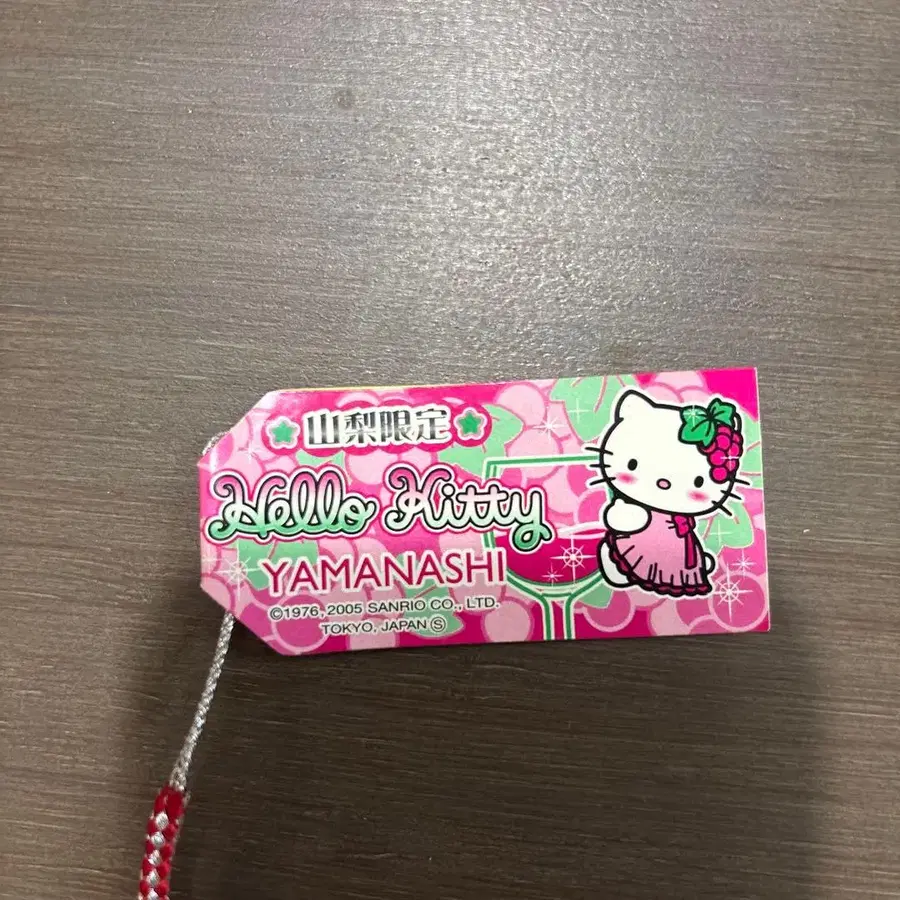 山梨限定
Hello Kitty
YAMANASHI
©1976, 2005 SANRIO CO., LTD.
TOKYO, JAPAN Ⓢ